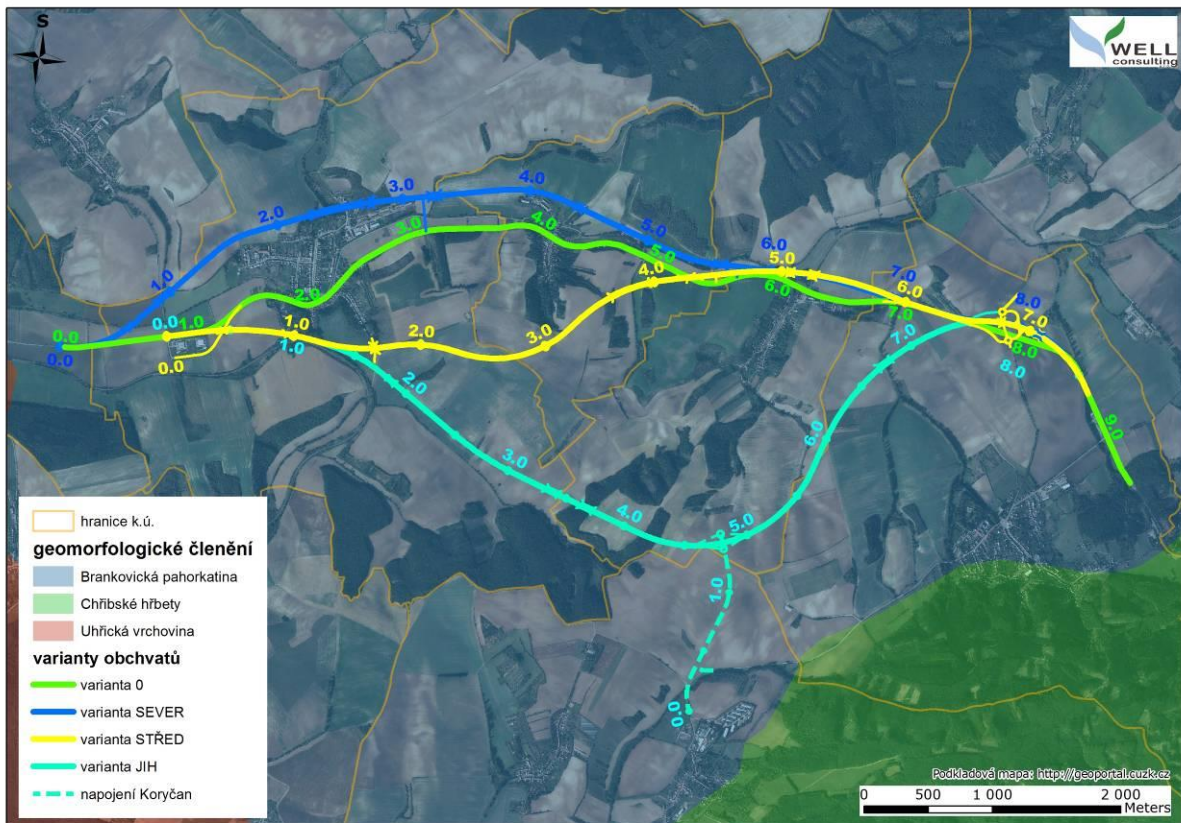 S
WELL
consulting
4.0
3.0
2.0
4.0
3.0
5.0
6.0
5.0
1.0
5.0
4.0
6.0
7.0
6.0
8.0
2.0
0.0
1.0
0.0
1.0
2.0
7.0
7.0
7.0
8.0
0.0
3.0
8.0
0.0
1.0
2.0
9.0
6.0
3.0
4.0
5.0
1.0
0.0
hranice k.ú.
geomorfologické členění
Brankovická pahorkatina
Chřibské hřbety
Uhřická vrchovina
varianty obchvatů
varianta 0
varianta SEVER
varianta STŘED
varianta JIH
napojení Koryčan
Podkladová mapa: http://geoportal.cuzk.cz
0 500 1 000 2 000
Meters